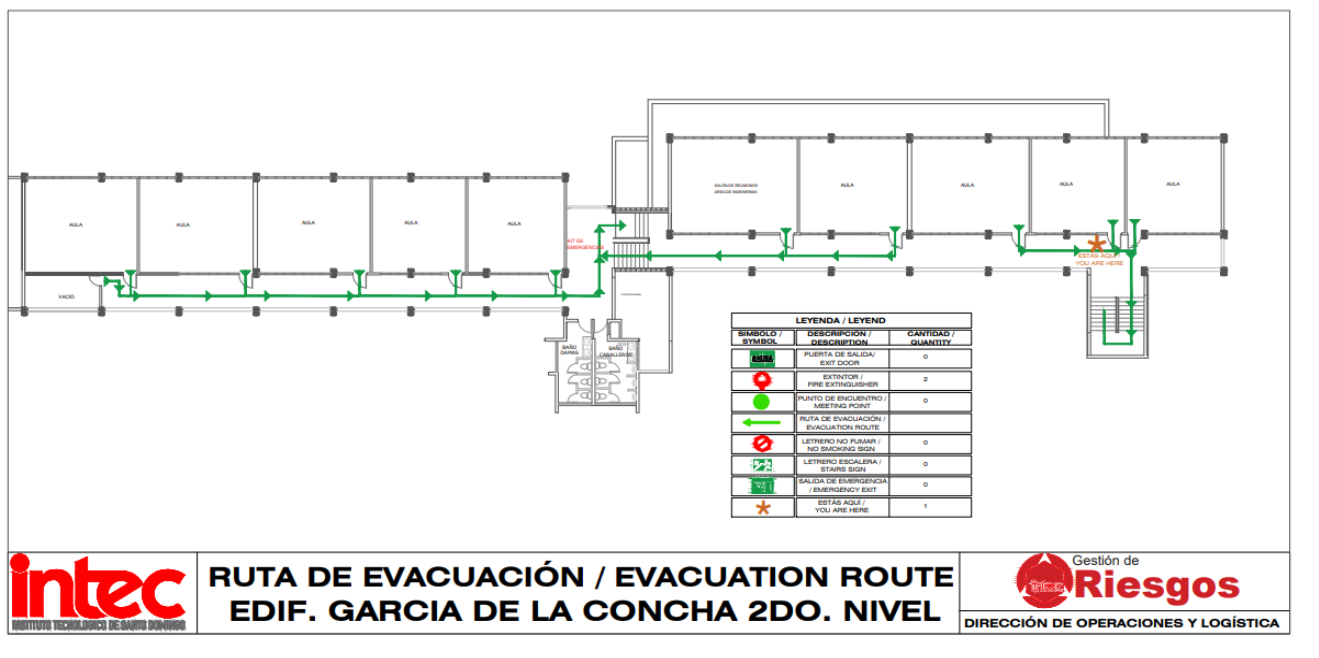 SALON DE REUNIONES
AREA DE INGENIERIAS
AULA
AULA
AULA
AULA
AULA
AULA
AULA
AULA
AULA
KIT DE
EMERGENCIAS
ESTÁS AQUÍ /
YOU ARE HERE
VACIO
BAÑO
DAMAS
BAÑO
CABALLEROS
LEYENDA / LEYEND
SIMBOLO /
SYMBOL
DESCRIPCIÓN /
DESCRIPTION
CANTIDAD /
QUANTITY
PUERTA DE SALIDA/
EXIT DOOR
0
EXTINTOR /
FIRE EXTINGUISHER
2
PUNTO DE ENCUENTRO /
MEETING POINT
0
RUTA DE EVACUACIÓN /
EVACUATION ROUTE
LETRERO NO FUMAR /
NO SMOKING SIGN
0
LETRERO ESCALERA /
STAIRS SIGN
0
SALIDA DE EMERGENCIA
/ EMERGENCY EXIT
0
ESTÁS AQUÍ /
YOU ARE HERE
1
intec
INSTITUTO TECNOLÓGICO DE SANTO DOMINGO
RUTA DE EVACUACIÓN / EVACUATION ROUTE
EDIF. GARCIA DE LA CONCHA 2DO. NIVEL
Gestión de
Riesgos
DIRECCIÓN DE OPERACIONES Y LOGÍSTICA